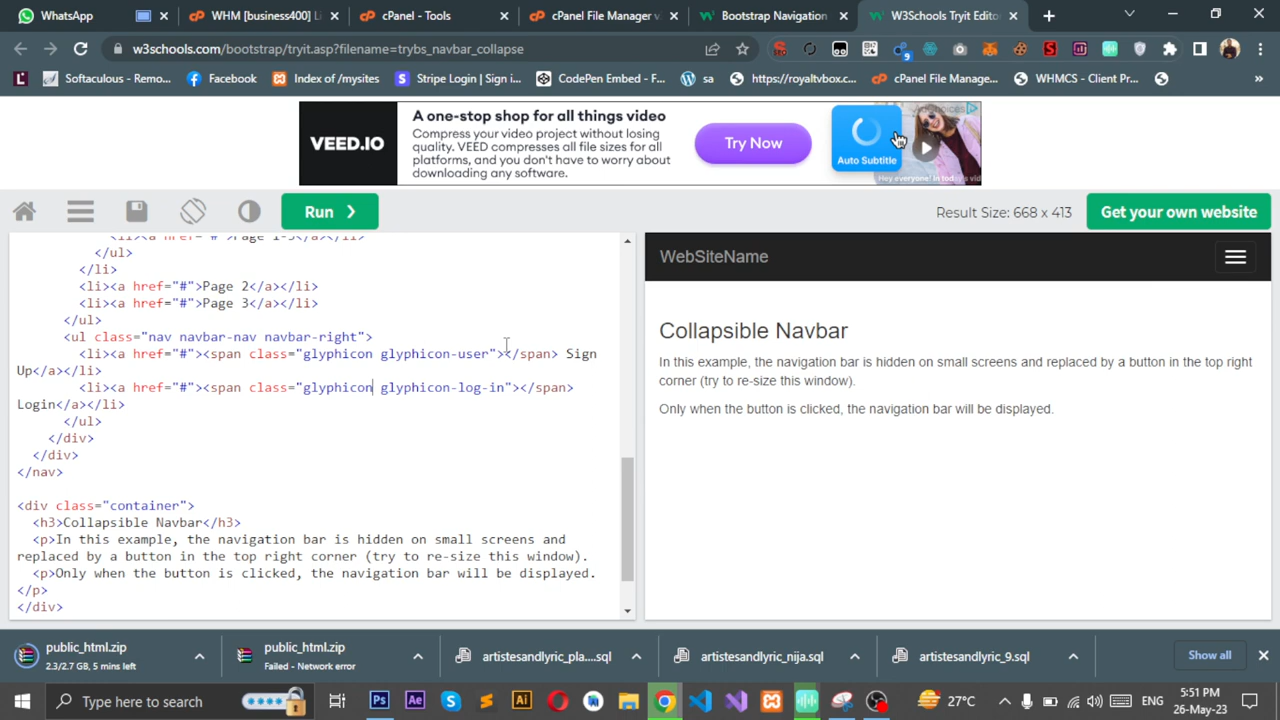 WhatsApp
WHM [business400] Li
cPanel - Tools
cPanel File Manager v
Bootstrap Navigation
W3Schools Tryit Edito
w3schools.com/bootstrap/tryit.asp?filename=trybs_navbar_collapse
Softaculous - Remo...
Facebook
Index of /mysites
Stripe Login | Sign i...
CodePen Embed - F...
sa
https://royaltvbox.c...
cPanel File Manage...
WHMCS - Client Pr...
»
VEED.IO
A one-stop shop for all things video
Compress your video project without losing
quality. VEED compresses all file sizes for all
platforms, and you don't have to worry about
downloading any software.
Try Now
Auto Subtitle
Run ❯
Result Size: 668 x 413
Get your own website
<li><a href="#">Page 1-3</a></li>
</ul>
</li>
<li><a href="#">Page 2</a></li>
<li><a href="#">Page 3</a></li>
</ul>
<ul class="nav navbar-nav navbar-right">
<li><a href="#"><span class="glyphicon glyphicon-user"></span> Sign
Up</a></li>
<li><a href="#"><span class="glyphicon glyphicon-log-in"></span>
Login</a></li>
</ul>
</div>
</div>
</nav>
<div class="container">
<h3>Collapsible Navbar</h3>
<p>In this example, the navigation bar is hidden on small screens and
replaced by a button in the top right corner (try to re-size this window).
<p>Only when the button is clicked, the navigation bar will be displayed.
</p>
</div>
WebSiteName
Collapsible Navbar
In this example, the navigation bar is hidden on small screens and replaced by a button in the top right
corner (try to re-size this window).
Only when the button is clicked, the navigation bar will be displayed.
public_html.zip
2.3/2.7 GB, 5 mins left
public_html.zip
Failed - Network error
artistesandlyric_pla....sql
artistesandlyric_nija.sql
artistesandlyric_9.sql
Show all
Type here to search
27°C
ENG
5:51 PM
26-May-23